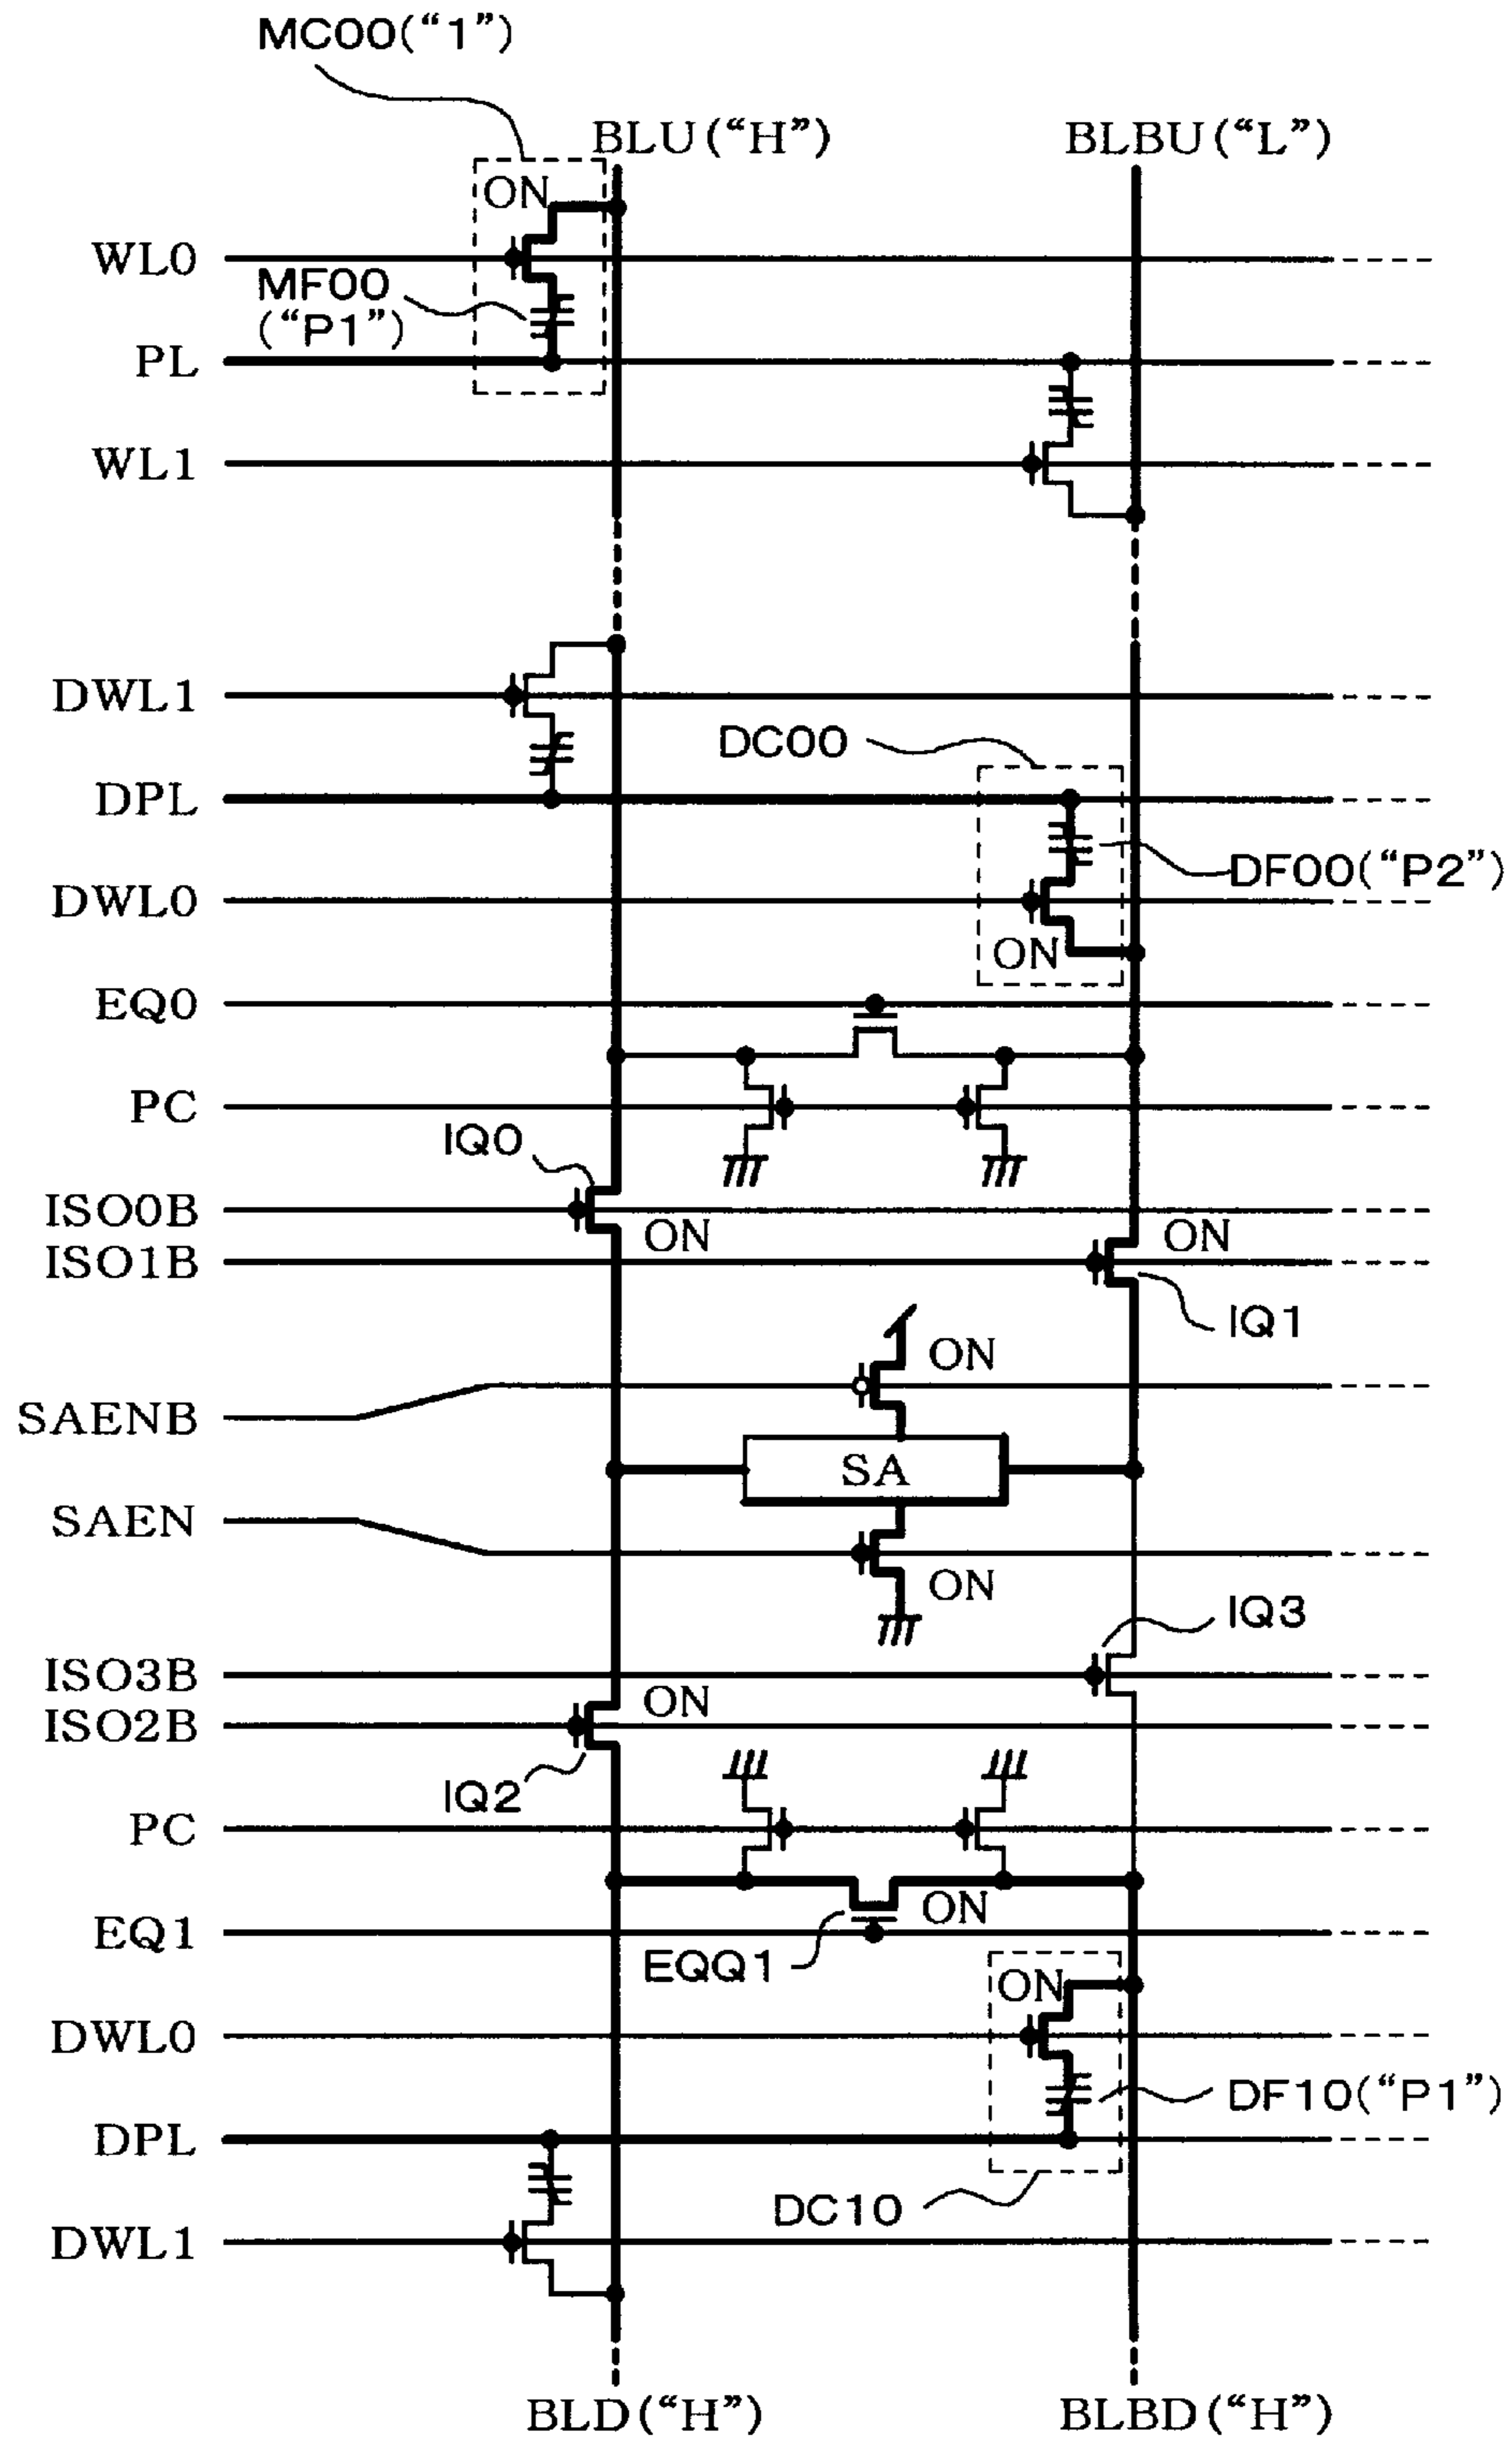 MC00(“1”)
BLU(“H”)
BLBU(“L”)
ON
WL0
MF00
(“P1”)
PL
WL1
DWL1
DC00
DPL
DF00(“P2”)
DWL0
ON
EQ0
PC
IQ0
ISO0B
ON
ON
ISO1B
IQ1
ON
SAENB
SA
SAEN
ON
IQ3
ISO3B
ON
ISO2B
IQ2
PC
ON
EQ1
EQQ1
ON
DWL0
DF10(“P1”)
DPL
DC10
DWL1
BLD(“H”)
BLBD(“H”)